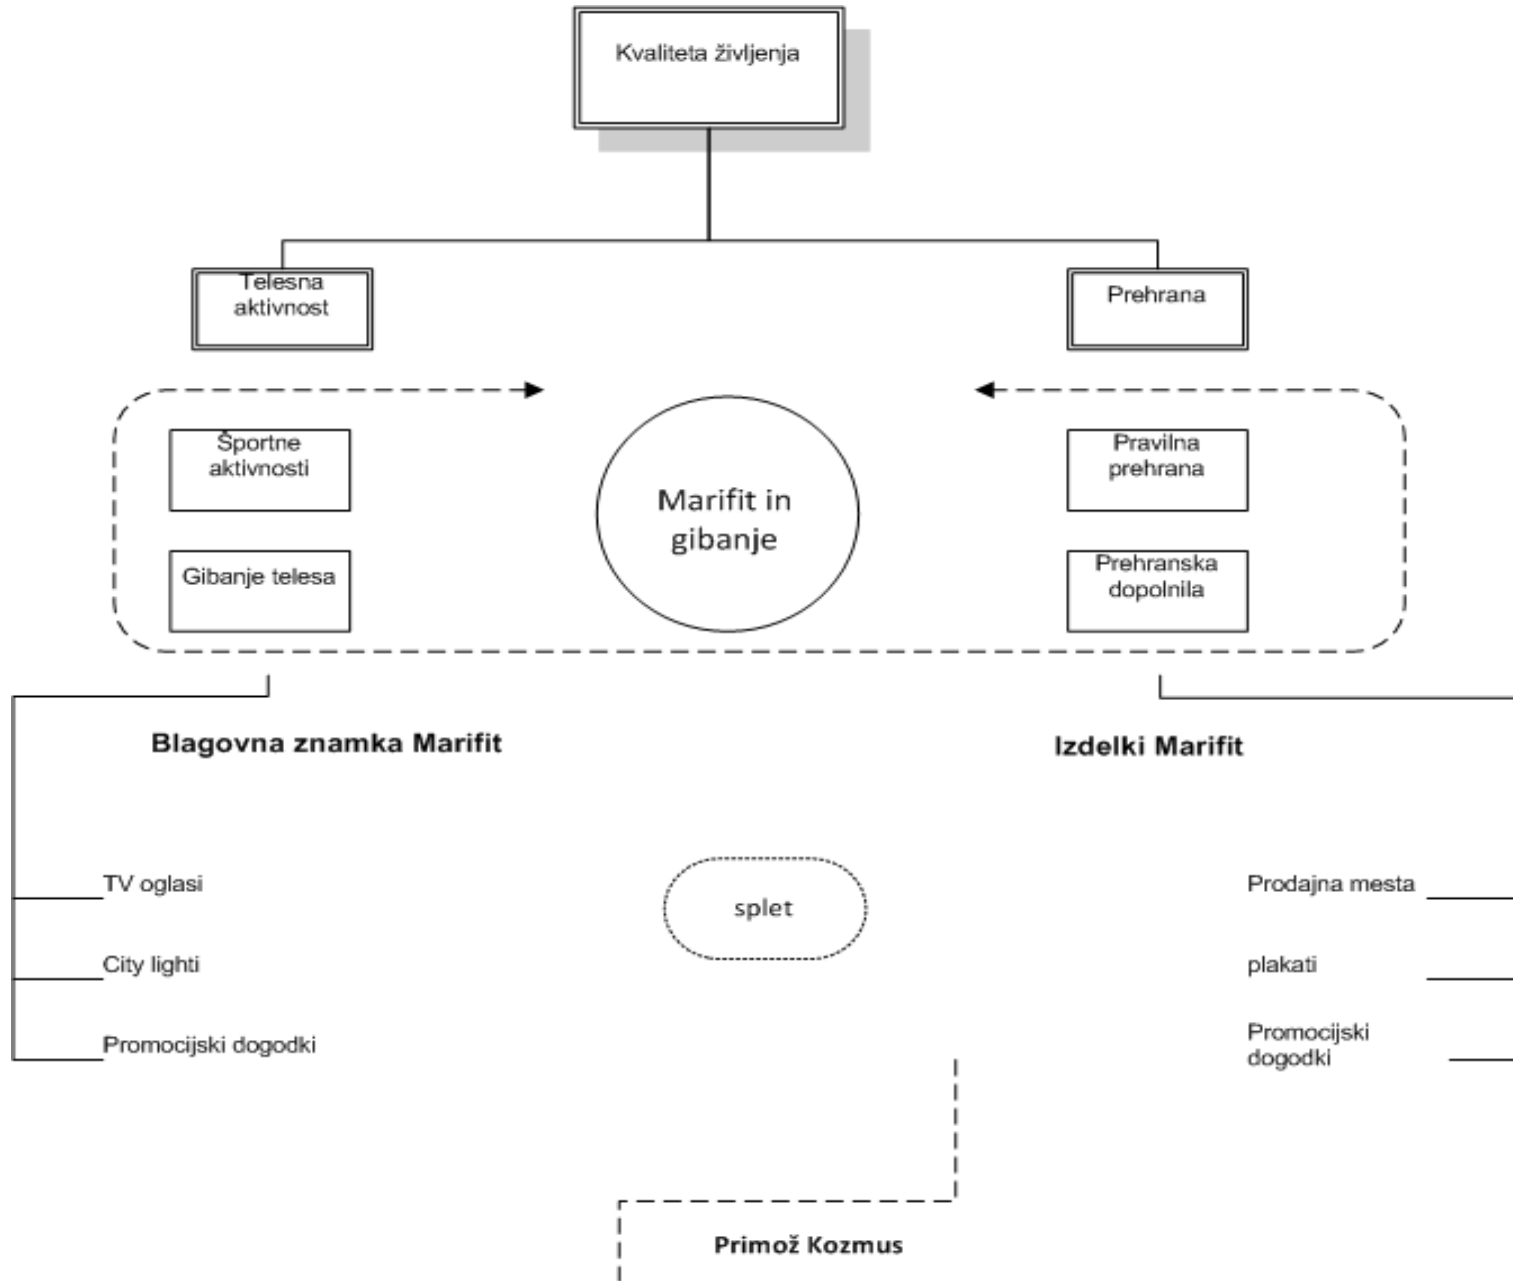 Kvaliteta življenja
Telesna
aktivnost
Prehrana
Športne
aktivnosti
Gibanje telesa
Marifit in
gibanje
Pravilna
prehrana
Prehranska
dopolnila
Blagovna znamka Marifit
Izdelki Marifit
TV oglasi
City lighti
Promocijski dogodki
splet
Prodajna mesta
plakati
Promocijski
dogodki
Primož Kozmus